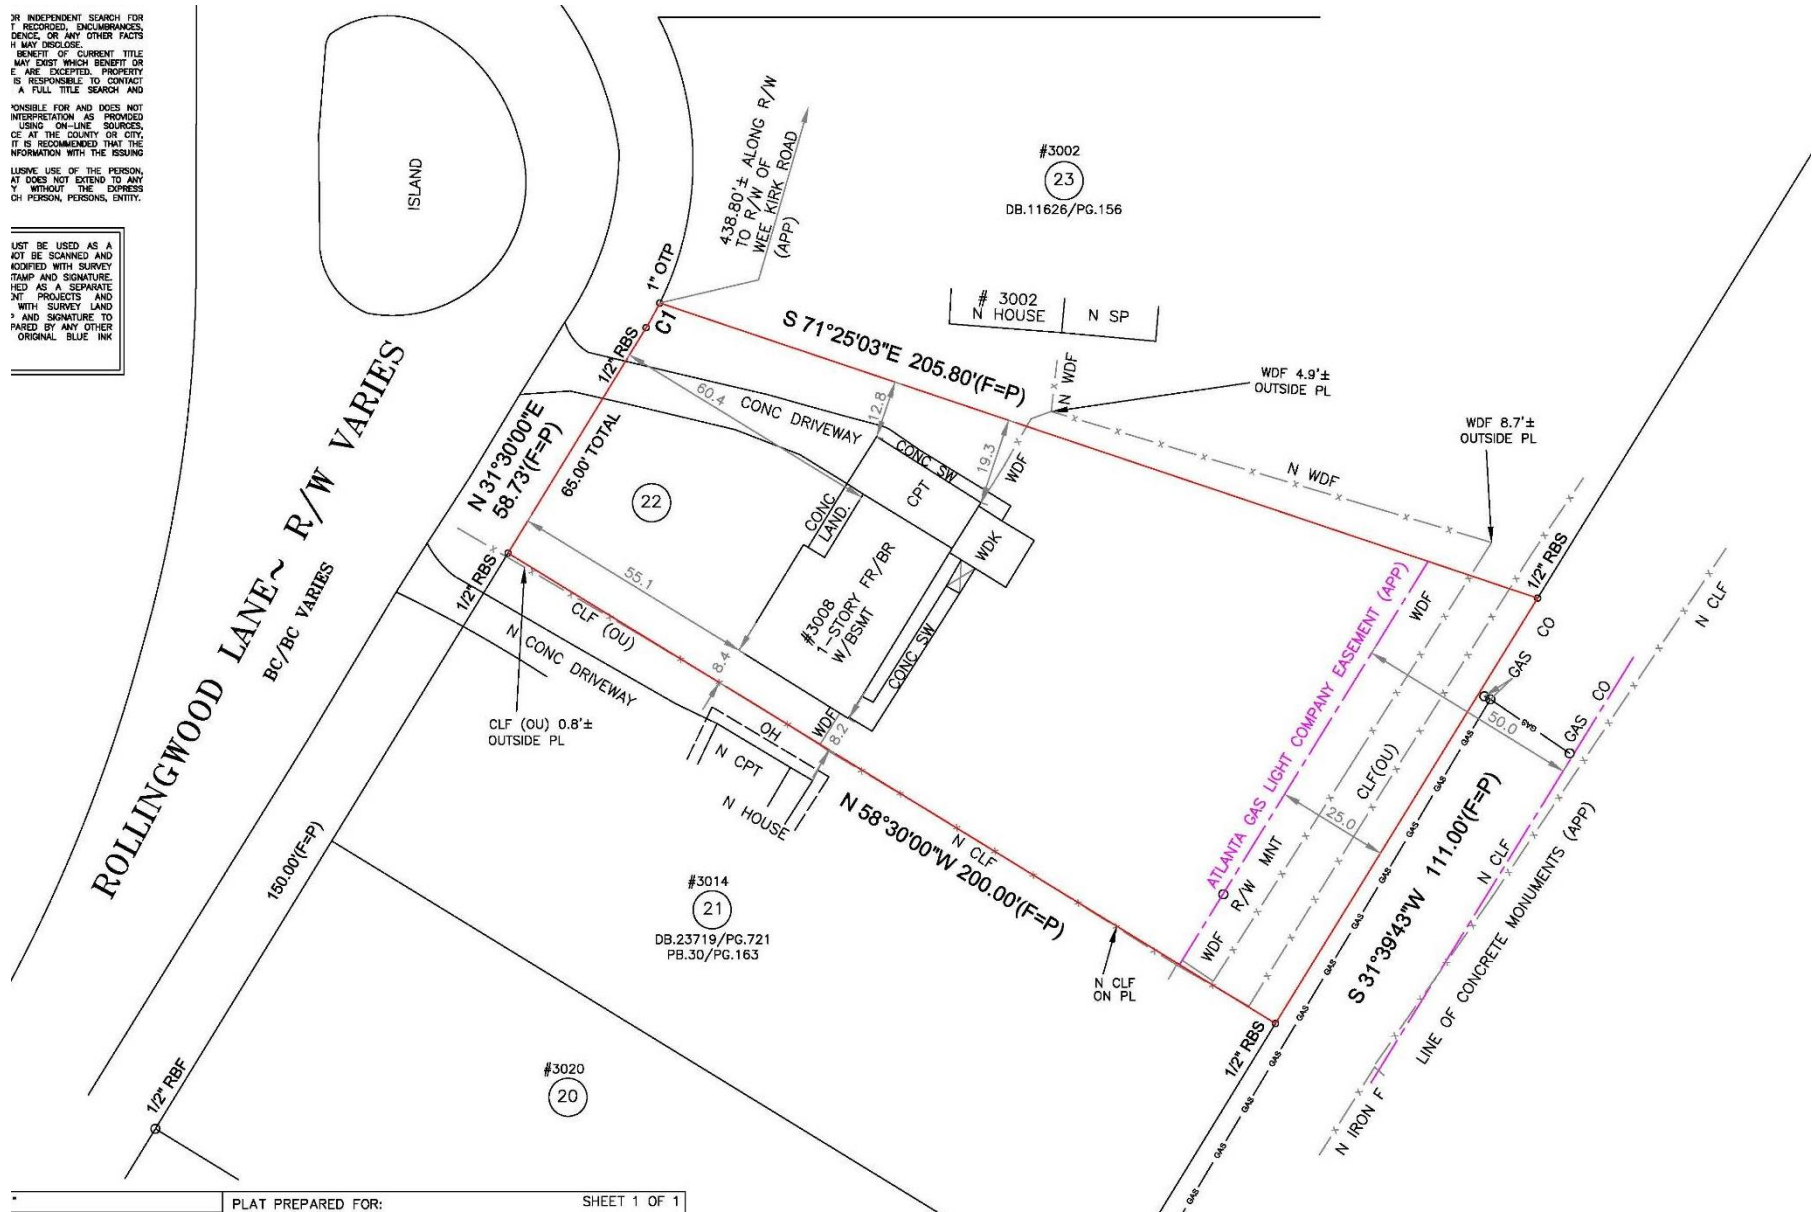 OR INDEPENDENT SEARCH FOR
T RECORDED, ENCUMBRANCES,
DENCE, OR ANY OTHER FACTS
H MAY DISCLOSE.
BENEFIT OF CURRENT TITLE
MAY EXIST WHICH BENEFIT OR
E ARE EXCEPTED. PROPERTY
IS RESPONSIBLE TO CONTACT
A FULL TITLE SEARCH AND
PONSIBLE FOR AND DOES NOT
INTERPRETATION AS PROVIDED
USING ON-LINE SOURCES,
CE AT THE COUNTY OR CITY,
IT IS RECOMMENDED THAT THE
NFORMATION WITH THE ISSUING
LUSIVE USE OF THE PERSON,
AT DOES NOT EXTEND TO ANY
Y WITHOUT THE EXPRESS
CH PERSON, PERSONS, ENTITY.
UST BE USED AS A
NOT BE SCANNED AND
MODIFIED WITH SURVEY
STAMP AND SIGNATURE.
HED AS A SEPARATE
NT PROJECTS AND
WITH SURVEY LAND
P AND SIGNATURE TO
PARED BY ANY OTHER
ORIGINAL BLUE INK
ISLAND
438.80'± ALONG R/W
TO R/W OF
WEE KIRK ROAD
(APP)
#3002
23
DB.11626/PG.156
1" OTP
C1
1/2" RBS
# 3002
N HOUSE
N SP
S 71°25'03"E 205.80'(F=P)
N WDF
WDF 4.9'±
OUTSIDE PL
WDF 8.7'±
OUTSIDE PL
N WDF
1/2" RBS
ROLLINGWOOD LANE~ R/W VARIES
BC/BC VARIES
N 31°30'00"E
58.73'(F=P)
65.00' TOTAL
60.4
CONC DRIVEWAY
12.8
CONC SW
19.3
WDF
CPT
22
CONC
LAND.
WDK
#3008
1-STORY FR/BR
W/BSMT
CONC SW
55.1
8.4
8.2
WDF
1/2" RBS
CLF (OU)
N CONC DRIVEWAY
CLF (OU) 0.8'±
OUTSIDE PL
OH
N CPT
N HOUSE
N 58°30'00"W 200.00'(F=P)
N CLF
ATLANTA GAS LIGHT COMPANY EASEMENT (APP)
WDF
R/W MNT
CLF(OU)
WDF
25.0
50.0
CO
GAS
GAS
GAS
CO
N CLF
N CLF
GAS
GAS
GAS
GAS
GAS
GAS
GAS
GAS
GAS
GAS
GAS
GAS
S 31°39'43"W 111.00'(F=P)
LINE OF CONCRETE MONUMENTS (APP)
N IRON F
N CLF
ON PL
1/2" RBS
150.00'(F=P)
#3014
21
DB.23719/PG.721
PB.30/PG.163
#3020
20
1/2" RBF
PLAT PREPARED FOR:
SHEET 1 OF 1